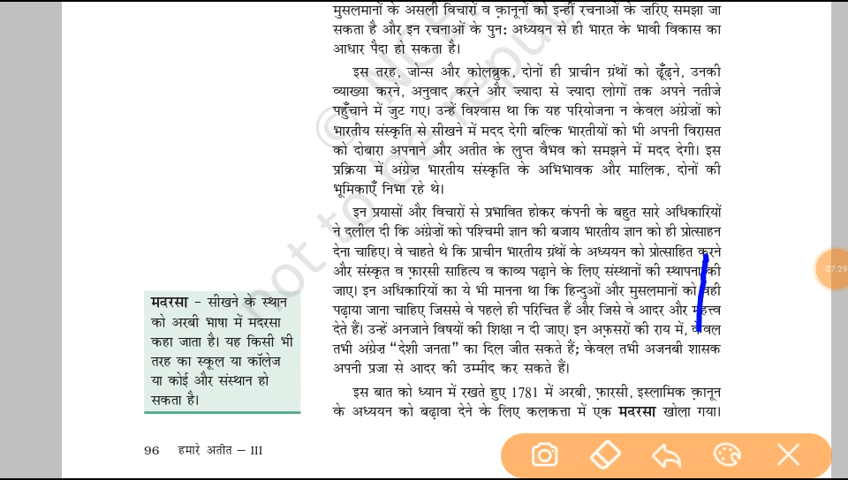 मुसलमानों के असली विचारों व क़ानूनों को इन्हीं रचनाओं के ज़रिए समझा जा
सकता है और इन रचनाओं के पुन: अध्ययन से ही भारत के भावी विकास का
आधार पैदा हो सकता है।
इस तरह, जोन्स और कोलब्रुक, दोनों ही प्राचीन ग्रंथों को ढूँढ़ने, उनकी
व्याख्या करने, अनुवाद करने और ज़्यादा से ज़्यादा लोगों तक अपने नतीजे
पहुँचाने में जुट गए। उन्हें विश्वास था कि यह परियोजना न केवल अंग्रेज़ों को
भारतीय संस्कृति से सीखने में मदद देगी बल्कि भारतीयों को भी अपनी विरासत
को दोबारा अपनाने और अतीत के लुप्त वैभव को समझने में मदद देगी। इस
प्रक्रिया में अंग्रेज़ भारतीय संस्कृति के अभिभावक और मालिक, दोनों की
भूमिकाएँ निभा रहे थे।
इन प्रयासों और विचारों से प्रभावित होकर कंपनी के बहुत सारे अधिकारियों
ने दलील दी कि अंग्रेज़ों को पश्चिमी ज्ञान की बजाय भारतीय ज्ञान को ही प्रोत्साहन
देना चाहिए। वे चाहते थे कि प्राचीन भारतीय ग्रंथों के अध्ययन को प्रोत्साहित करने
और संस्कृत व फ़ारसी साहित्य व काव्य पढ़ाने के लिए संस्थानों की स्थापना की
जाए। इन अधिकारियों का ये भी मानना था कि हिन्दुओं और मुसलमानों को वही
पढ़ाया जाना चाहिए जिससे वे पहले ही परिचित हैं और जिसे वे आदर और महत्त्व
देते हैं। उन्हें अनजाने विषयों की शिक्षा न दी जाए। इन अफ़सरों की राय में, केवल
तभी अंग्रेज़ "देशी जनता" का दिल जीत सकते हैं; केवल तभी अजनबी शासक
अपनी प्रजा से आदर की उम्मीद कर सकते हैं।
इस बात को ध्यान में रखते हुए 1781 में अरबी, फ़ारसी, इस्लामिक क़ानून
के अध्ययन को बढ़ावा देने के लिए कलकत्ता में एक मदरसा खोला गया।
मदरसा – सीखने के स्थान
को अरबी भाषा में मदरसा
कहा जाता है। यह किसी भी
तरह का स्कूल या कॉलेज
या कोई और संस्थान हो
सकता है।
96 हमारे अतीत – III
07:29